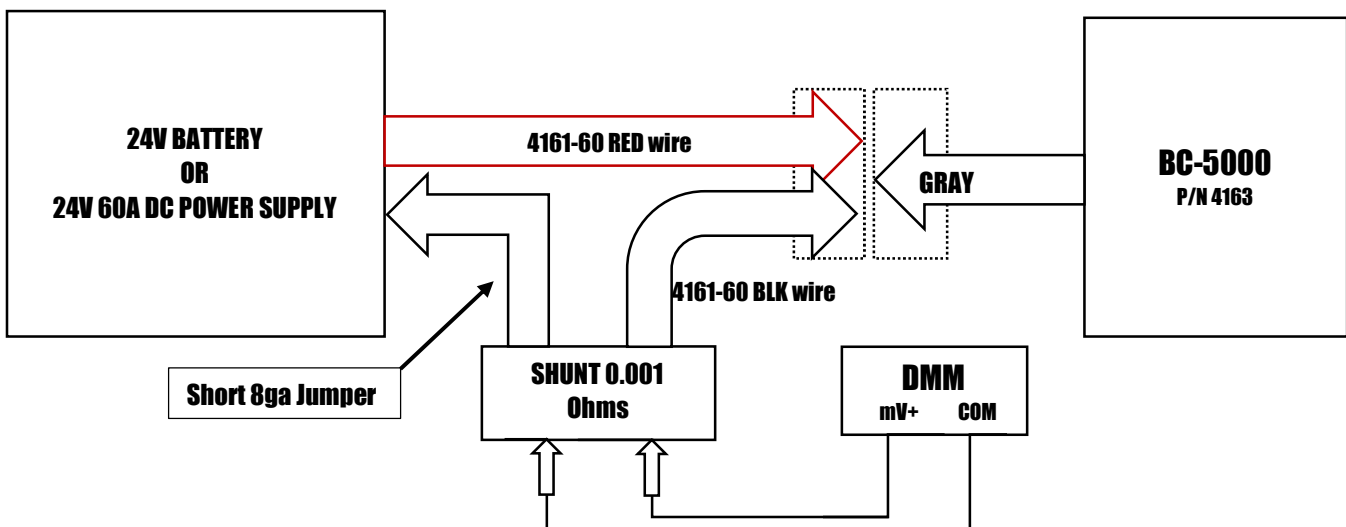 24V BATTERY
OR
24V 60A DC POWER SUPPLY
4161-60 RED wire
GRAY
BC-5000
P/N 4163
4161-60 BLK wire
Short 8ga Jumper
SHUNT 0.001
Ohms
DMM
mV+ COM